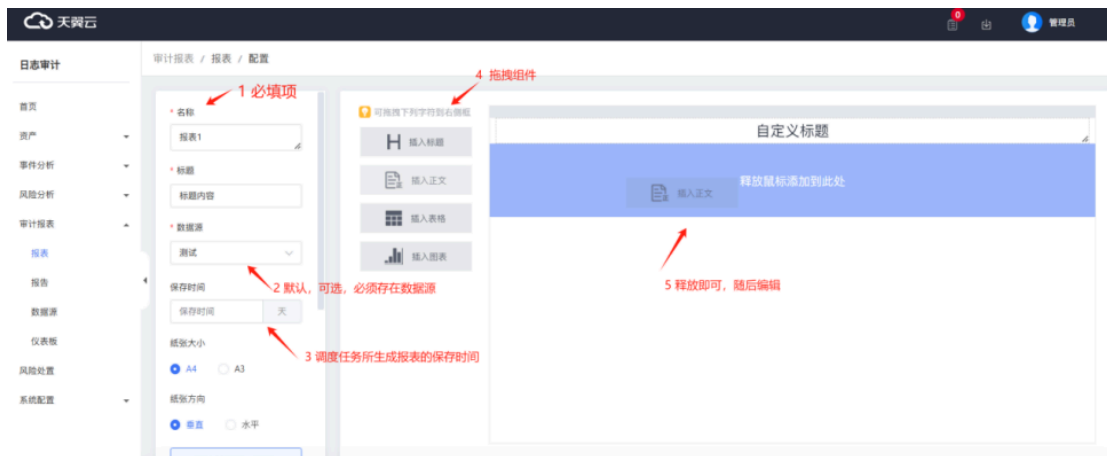 天翼云
0
管理员
日志审计
审计报表 / 报表 / 配置
首页
资产
事件分析
风险分析
审计报表
报表
报告
数据源
仪表板
风险处置
系统配置
1 必填项
* 名称
报表1
* 标题
标题内容
* 数据源
测试
2 默认，可选，必须存在数据源
保存时间
保存时间
天
3 调度任务所生成报表的保存时间
纸张大小
A4
A3
纸张方向
垂直
水平
4 拖拽组件
可拖拽下列字符到右侧框
H 插入标题
插入正文
插入表格
插入图表
自定义标题
释放鼠标添加到此处
插入正文
5 释放即可，随后编辑